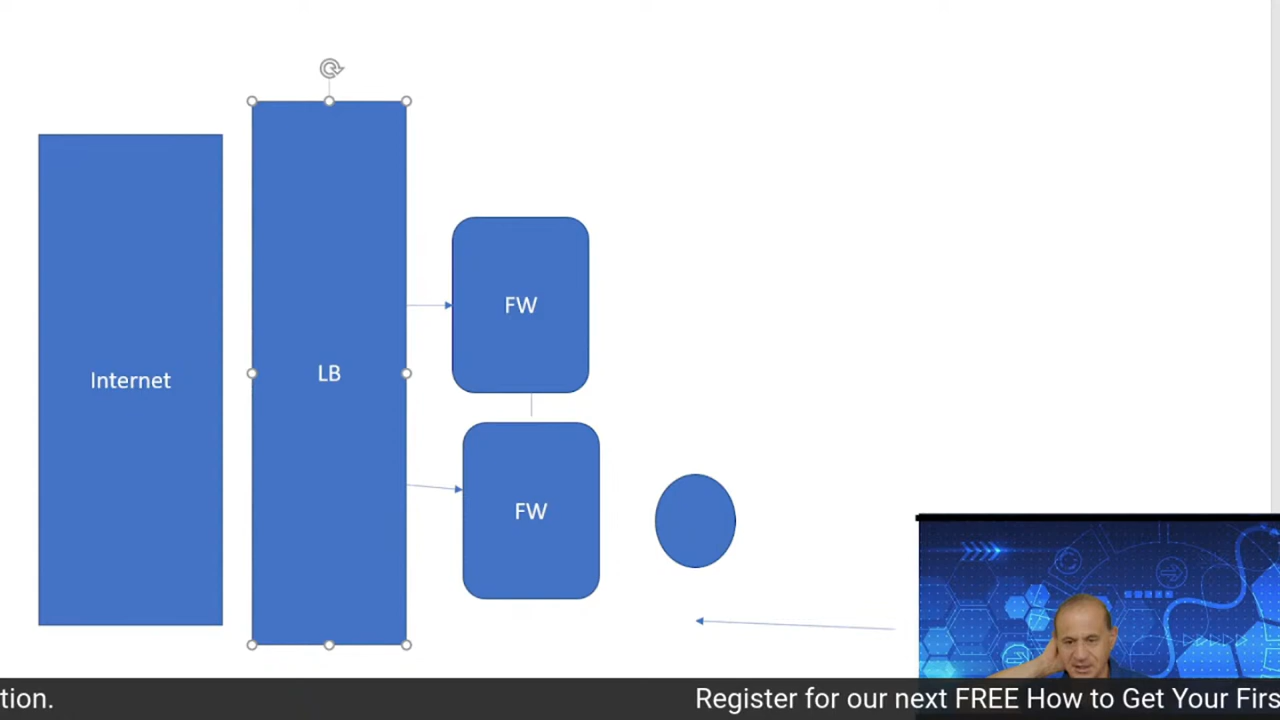 Internet
LB
FW
FW
tion.
Register for our next FREE How to Get Your Firs